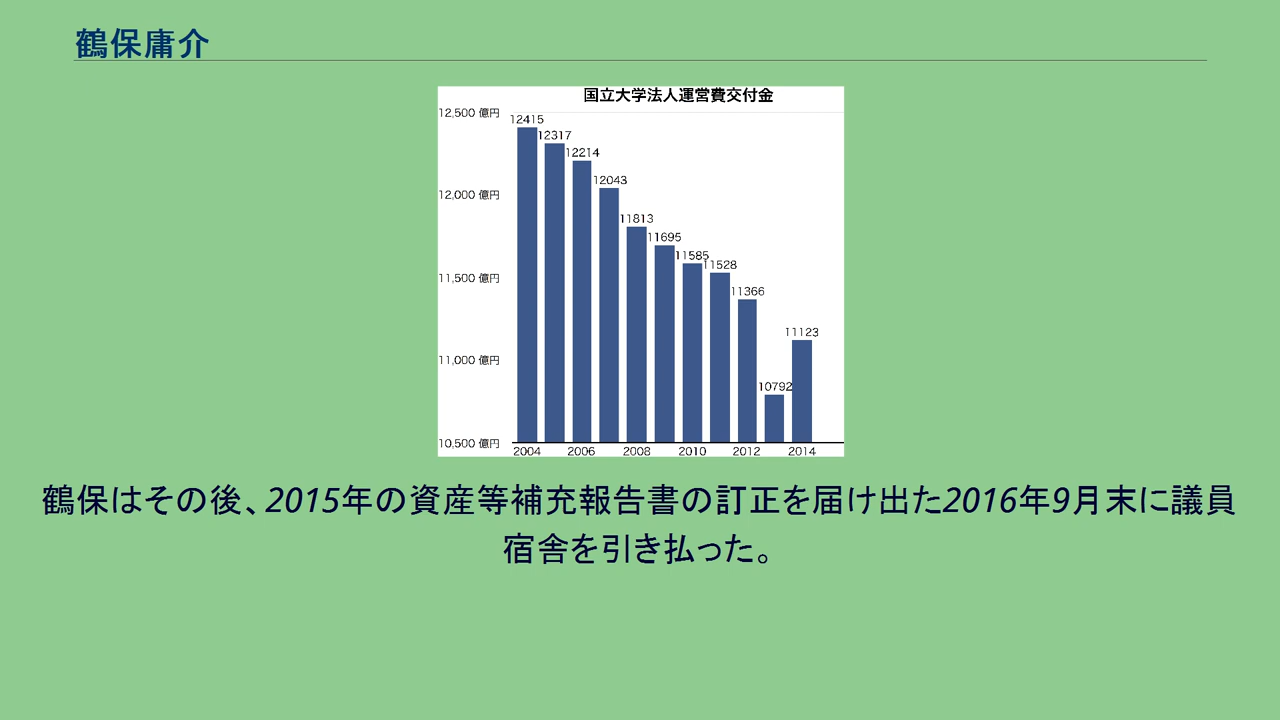 鶴保庸介
国立大学法人運営費交付金
12,500 億円
12,000 億円
11,500 億円
11,000 億円
10,500 億円
12415
12317
12214
12043
11813
11695
11585
11528
11366
10792
11123
2004 2006 2008 2010 2012 2014
鶴保はその後、2015年の資産等補充報告書の訂正を届け出た2016年9月末に議員
宿舎を引き払った。